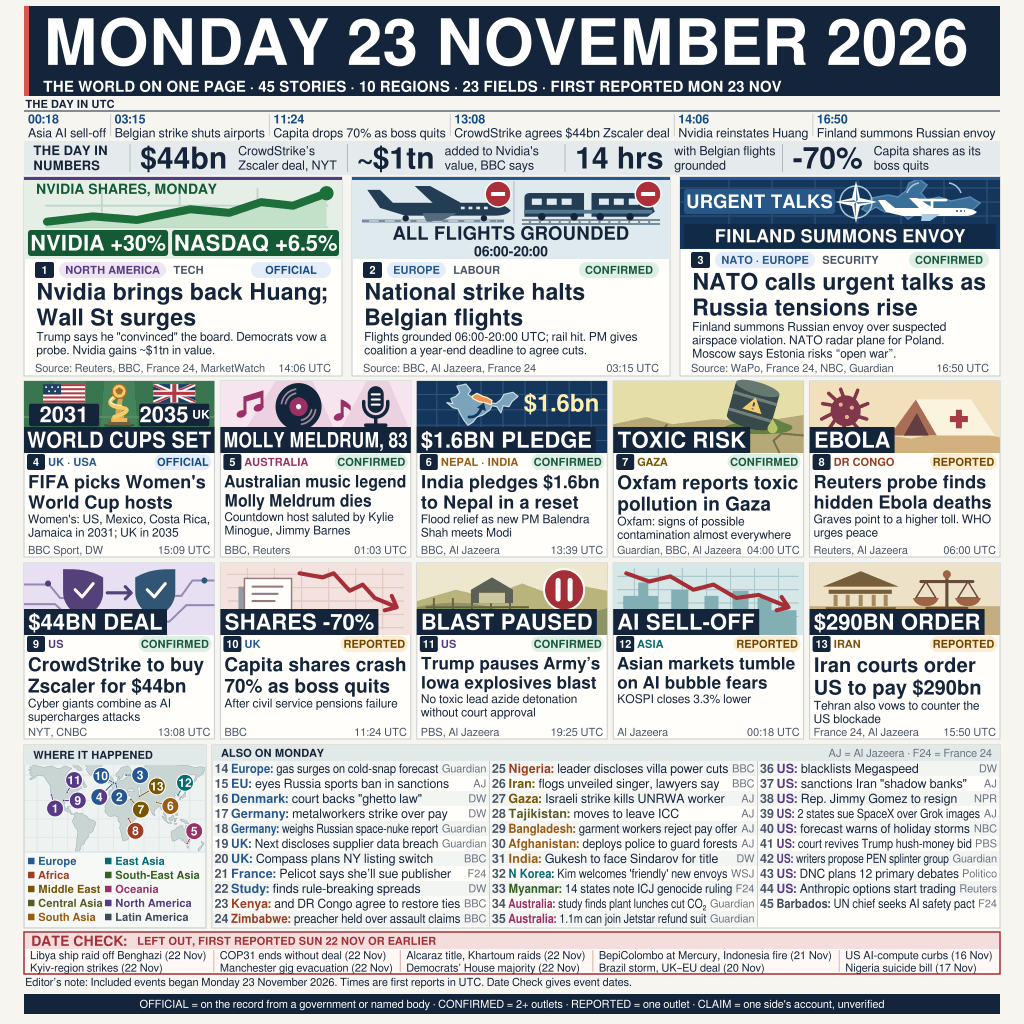 MONDAY 23 NOVEMBER 2026
THE WORLD ON ONE PAGE · 45 STORIES · 10 REGIONS · 23 FIELDS · FIRST REPORTED MON 23 NOV
THE DAY IN UTC
00:18
Asia AI sell-off
03:15
Belgian strike shuts airports
11:24
Capita drops 70% as boss quits
13:08
CrowdStrike agrees $44bn Zscaler deal
14:06
Nvidia reinstates Huang
16:50
Finland summons Russian envoy
THE DAY IN
NUMBERS
$44bn
CrowdStrike's
Zscaler deal, NYT
~$1tn
added to Nvidia's
value, BBC says
14 hrs
with Belgian flights
grounded
-70%
Capita shares as its
boss quits
NVIDIA SHARES, MONDAY
NVIDIA +30%
NASDAQ +6.5%
1 NORTH AMERICA TECH OFFICIAL
Nvidia brings back Huang;
Wall St surges
Trump says he "convinced" the board. Democrats vow a
probe. Nvidia gains ~$1tn in value.
Source: Reuters, BBC, France 24, MarketWatch 14:06 UTC
ALL FLIGHTS GROUNDED
06:00-20:00
2 EUROPE LABOUR CONFIRMED
National strike halts
Belgian flights
Flights grounded 06:00-20:00 UTC; rail hit. PM gives
coalition a year-end deadline to agree cuts.
Source: BBC, Al Jazeera, France 24 03:15 UTC
URGENT TALKS
FINLAND SUMMONS ENVOY
3 NATO · EUROPE SECURITY CONFIRMED
NATO calls urgent talks as
Russia tensions rise
Finland summons Russian envoy over suspected
airspace violation. NATO radar plane for Poland.
Moscow says Estonia risks "open war".
Source: WaPo, France 24, NBC, Guardian 16:50 UTC
2031
2035 UK
WORLD CUPS SET
4 UK · USA OFFICIAL
FIFA picks Women's
World Cup hosts
Women's: US, Mexico, Costa Rica,
Jamaica in 2031; UK in 2035
BBC Sport, DW 15:09 UTC
MOLLY MELDRUM, 83
5 AUSTRALIA CONFIRMED
Australian music legend
Molly Meldrum dies
Countdown host saluted by Kylie
Minogue, Jimmy Barnes
BBC, Reuters 01:03 UTC
$1.6bn
$1.6BN PLEDGE
6 NEPAL · INDIA CONFIRMED
India pledges $1.6bn
to Nepal in a reset
Flood relief as new PM Balendra
Shah meets Modi
BBC, Al Jazeera 13:39 UTC
TOXIC RISK
7 GAZA CONFIRMED
Oxfam reports toxic
pollution in Gaza
Oxfam: signs of possible
contamination almost everywhere
Guardian, BBC, Al Jazeera 04:00 UTC
EBOLA
8 DR CONGO REPORTED
Reuters probe finds
hidden Ebola deaths
Graves point to a higher toll. WHO
urges peace
Reuters, Al Jazeera 06:00 UTC
$44BN DEAL
9 US CONFIRMED
CrowdStrike to buy
Zscaler for $44bn
Cyber giants combine as AI
supercharges attacks
NYT, CNBC 13:08 UTC
SHARES -70%
10 UK REPORTED
Capita shares crash
70% as boss quits
After civil service pensions failure
BBC 11:24 UTC
BLAST PAUSED
11 US CONFIRMED
Trump pauses Army's
Iowa explosives blast
No toxic lead azide detonation
without court approval
PBS, Al Jazeera 19:25 UTC
AI SELL-OFF
12 ASIA REPORTED
Asian markets tumble
on AI bubble fears
KOSPI closes 3.3% lower
Al Jazeera 00:18 UTC
$290BN ORDER
13 IRAN REPORTED
Iran courts order
US to pay $290bn
Tehran also vows to counter the
US blockade
France 24, Al Jazeera 15:50 UTC
WHERE IT HAPPENED
11
10
3
13
12
1
9
4
2
7
6
8
5
Europe
East Asia
Africa
South-East Asia
Middle East
Oceania
Central Asia
North America
South Asia
Latin America
ALSO ON MONDAY
AJ = Al Jazeera · F24 = France 24
14 Europe: gas surges on cold-snap forecast Guardian
15 EU: eyes Russia sports ban in sanctions AJ
16 Denmark: court backs "ghetto law" DW
17 Germany: metalworkers strike over pay DW
18 Germany: weighs Russian space-nuke report Guardian
19 UK: Next discloses supplier data breach Guardian
20 UK: Compass plans NY listing switch BBC
21 France: Pelicot says she'll sue publisher F24
22 Study: finds rule-breaking spreads DW
23 Kenya: and DR Congo agree to restore ties BBC
24 Zimbabwe: preacher held over assault claims BBC
25 Nigeria: leader discloses villa power cuts BBC
26 Iran: flogs unveiled singer, lawyers say BBC
27 Gaza: Israeli strike kills UNRWA worker AJ
28 Tajikistan: moves to leave ICC AJ
29 Bangladesh: garment workers reject pay offer AJ
30 Afghanistan: deploys police to guard forests AJ
31 India: Gukesh to face Sindarov for title DW
32 N Korea: Kim welcomes 'friendly' new envoys WSJ
33 Myanmar: 14 states note ICJ genocide ruling F24
34 Australia: study finds plant lunches cut CO₂ Guardian
35 Australia: 1.1m can join Jetstar refund suit Guardian
36 US: blacklists Megaspeed DW
37 US: sanctions Iran "shadow banks" AJ
38 US: Rep. Jimmy Gomez to resign NPR
39 US: 2 states sue SpaceX over Grok images AJ
40 US: forecast warns of holiday storms NBC
41 US: court revives Trump hush-money bid PBS
42 US: writers propose PEN splinter group Guardian
43 US: DNC plans 12 primary debates Politico
44 US: Anthropic options start trading Reuters
45 Barbados: UN chief seeks AI safety pact F24
DATE CHECK: LEFT OUT, FIRST REPORTED SUN 22 NOV OR EARLIER
Libya ship raid off Benghazi (22 Nov)
Kyiv-region strikes (22 Nov)
COP31 ends without deal (22 Nov)
Manchester gig evacuation (22 Nov)
Alcaraz title, Khartoum raids (22 Nov)
Democrats' House majority (22 Nov)
BepiColombo at Mercury, Indonesia fire (21 Nov)
Brazil storm, UK–EU deal (20 Nov)
US AI-compute curbs (16 Nov)
Nigeria suicide bill (17 Nov)
Editor's note: Included events began Monday 23 November 2026. Times are first reports in UTC. Date Check gives event dates.
OFFICIAL = on the record from a government or named body · CONFIRMED = 2+ outlets · REPORTED = one outlet · CLAIM = one side's account, unverified